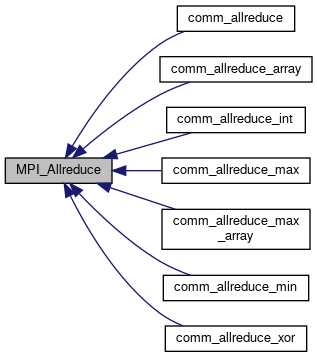 comm_allreduce
comm_allreduce_array
comm_allreduce_int
MPI_Allreduce
comm_allreduce_max
comm_allreduce_max
_array
comm_allreduce_min
comm_allreduce_xor